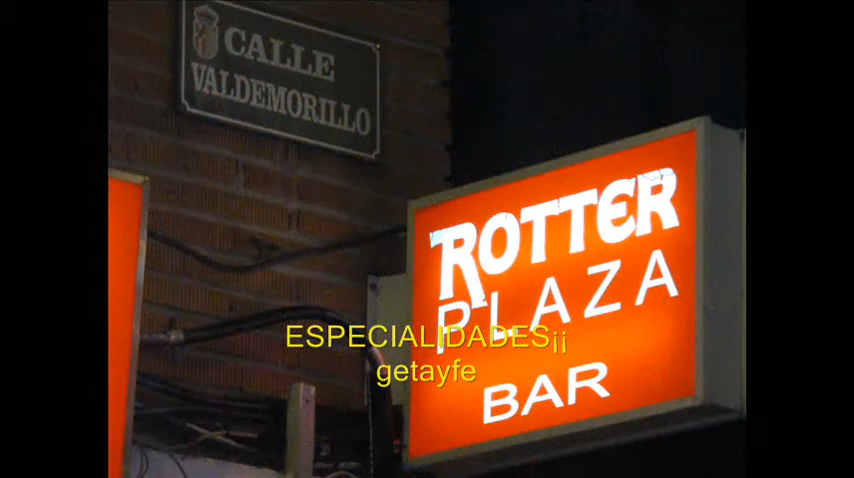 CALLE
VALDEMORILLO
ROTTER
PLAZA
BAR
ESPECIALIDADES¡¡
getayfe